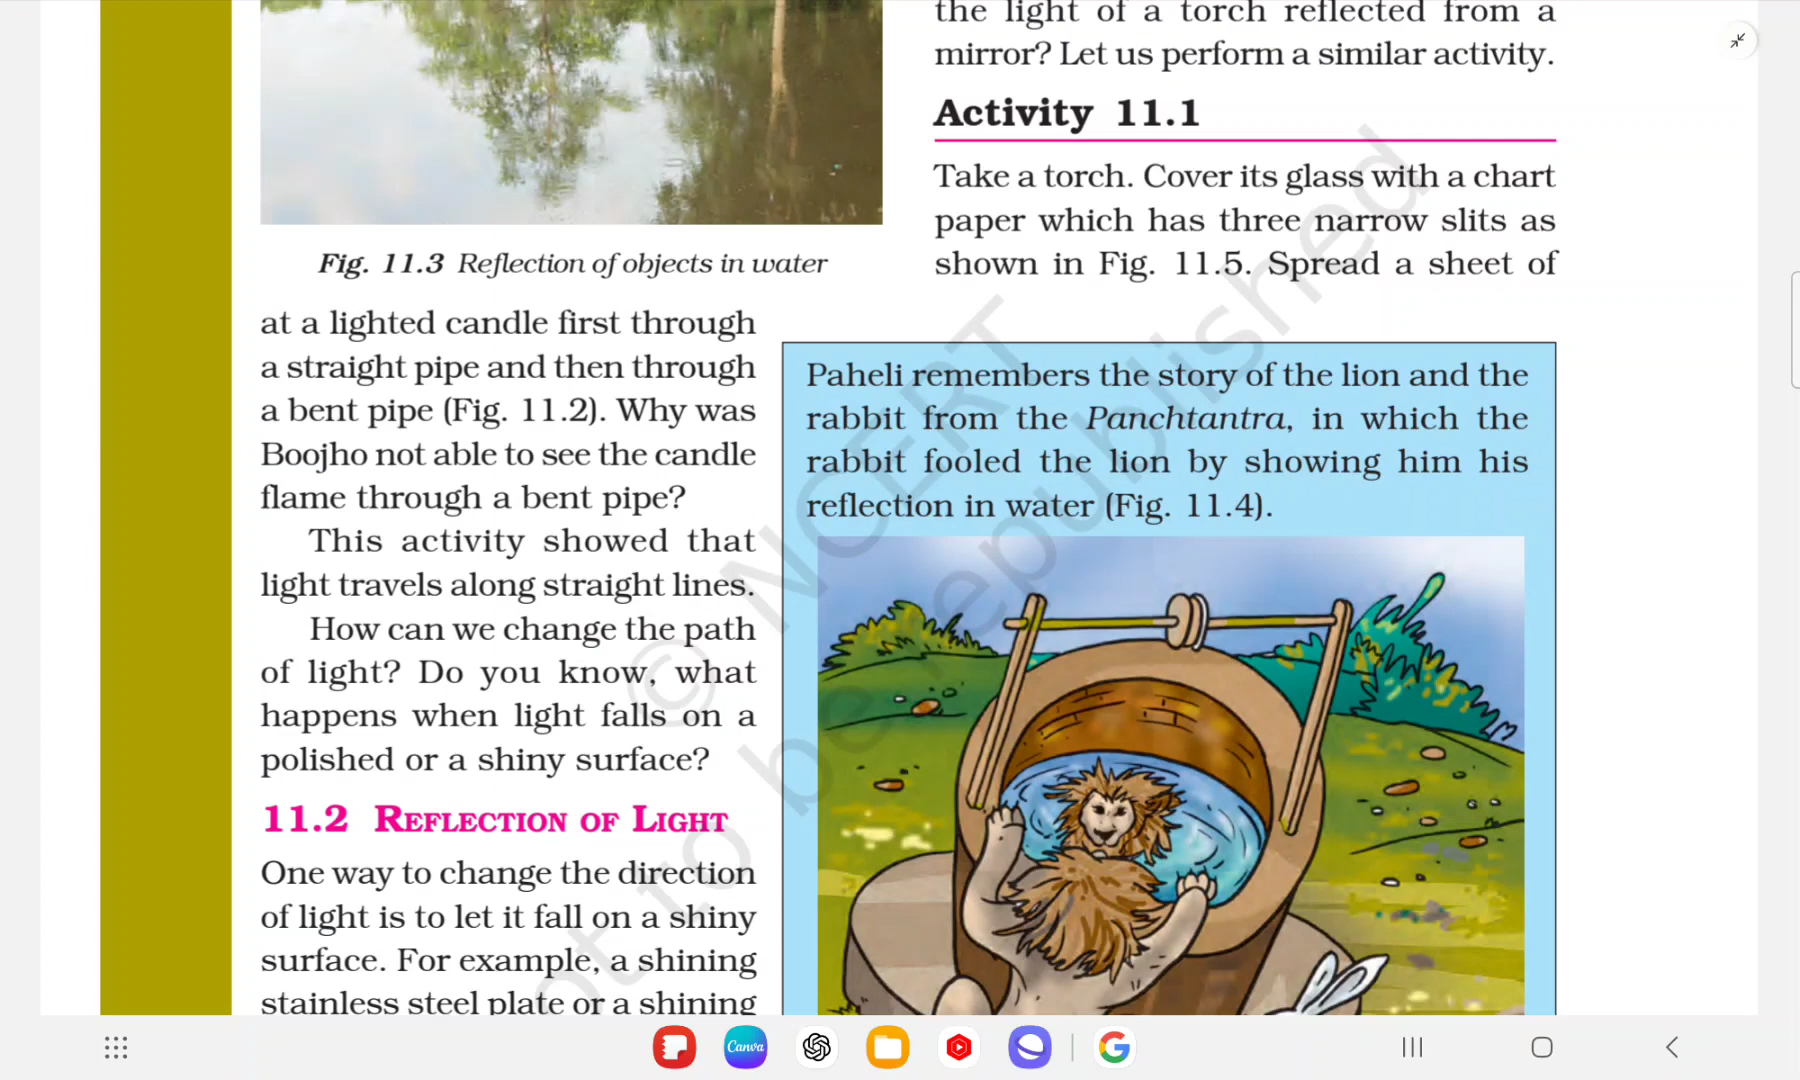 the light of a torch reflected from a
mirror? Let us perform a similar activity.
Activity 11.1
Take a torch. Cover its glass with a chart
paper which has three narrow slits as
shown in Fig. 11.5. Spread a sheet of
Fig. 11.3 Reflection of objects in water
at a lighted candle first through
a straight pipe and then through
a bent pipe (Fig. 11.2). Why was
Boojho not able to see the candle
flame through a bent pipe?
This activity showed that
light travels along straight lines.
How can we change the path
of light? Do you know, what
happens when light falls on a
polished or a shiny surface?
11.2 REFLECTION OF LIGHT
One way to change the direction
of light is to let it fall on a shiny
surface. For example, a shining
stainless steel plate or a shining
Paheli remembers the story of the lion and the
rabbit from the Panchtantra, in which the
rabbit fooled the lion by showing him his
reflection in water (Fig. 11.4).
© NCERT
not to be republished
Canva